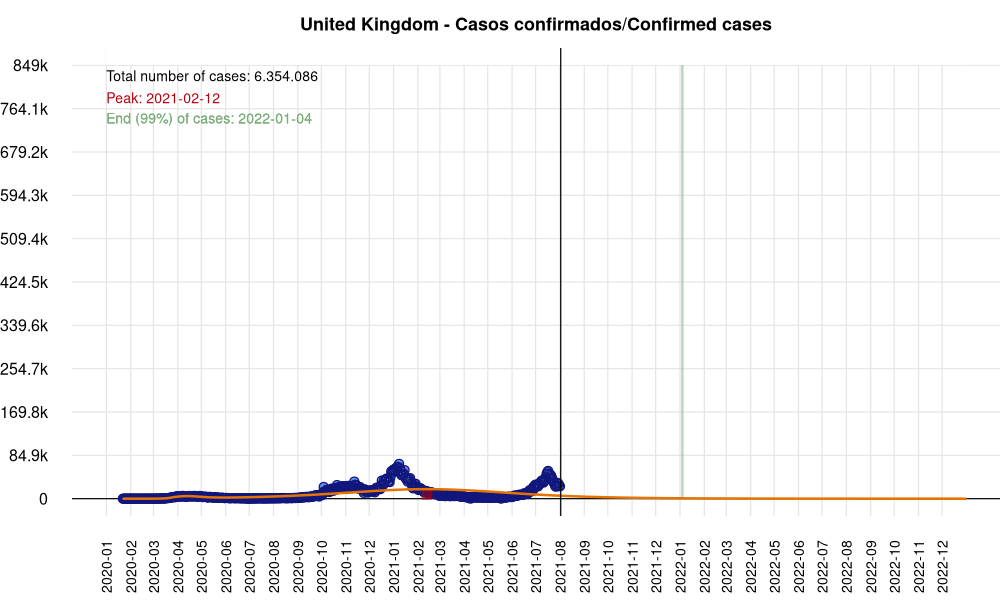 United Kingdom - Casos confirmados/Confirmed cases
849k
Total number of cases: 6.354.086
Peak: 2021-02-12
764.1k
End (99%) of cases: 2022-01-04
679.2k
594.3k
509.4k
424.5k
339.6k
254.7k
169.8k
84.9k
0
2020-01
2020-02
2020-03
2020-04
2020-05
2020-06
2020-07
2020-08
2020-09
2020-10
2020-11
2020-12
2021-01
2021-02
2021-03
2021-04
2021-05
2021-06
2021-07
2021-08
2021-09
2021-10
2021-11
2021-12
2022-01
2022-02
2022-03
2022-04
2022-05
2022-06
2022-07
2022-08
2022-09
2022-10
2022-11
2022-12